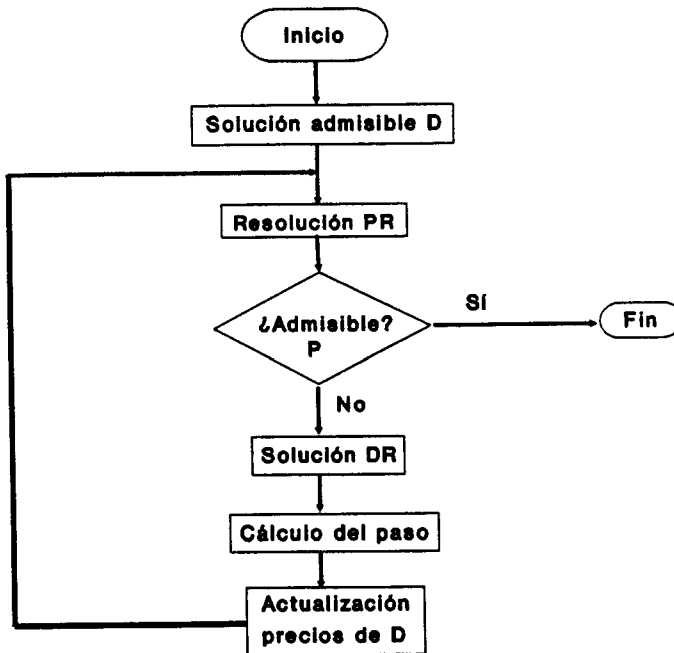 Inicio
Solución admisible D
Resolución PR
¿Admisible?
P
Sí
Fin
No
Solución DR
Cálculo del paso
Actualización
precios de D